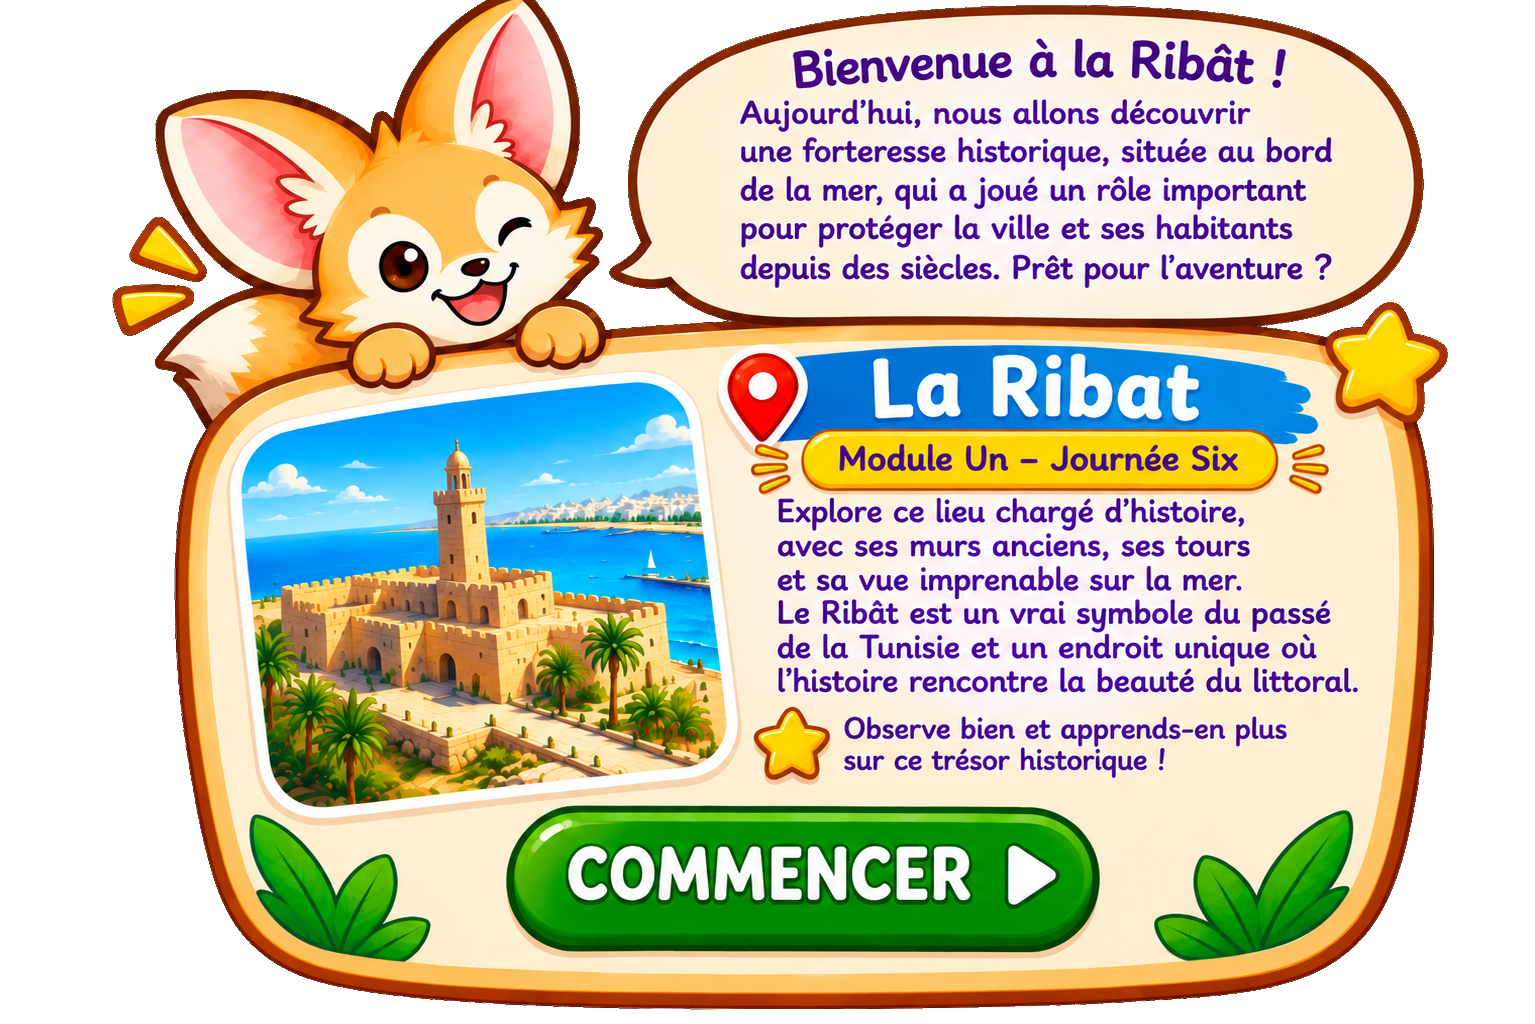 Bienvenue à la Ribât !
Aujourd’hui, nous allons découvrir
une forteresse historique, située au bord
de la mer, qui a joué un rôle important
pour protéger la ville et ses habitants
depuis des siècles. Prêt pour l’aventure ?
La Ribat
Module Un – Journée Six
Explore ce lieu chargé d’histoire,
avec ses murs anciens, ses tours
et sa vue imprenable sur la mer.
Le Ribât est un vrai symbole du passé
de la Tunisie et un endroit unique où
l’histoire rencontre la beauté du littoral.
Observe bien et apprends-en plus
sur ce trésor historique !
COMMENCER